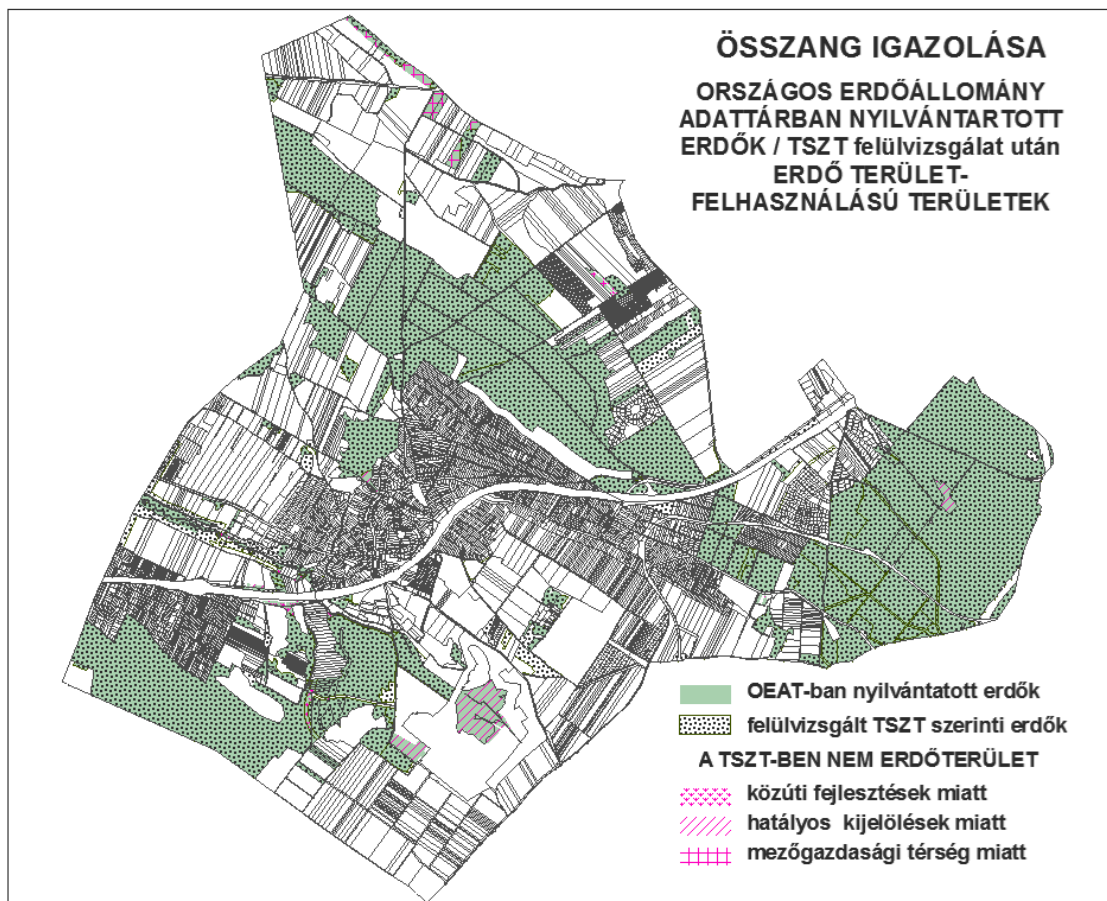 ÖSSZANG IGAZOLÁSA
ORSZÁGOS ERDŐÁLLOMÁNY
ADATTÁRBAN NYILVÁNTARTOTT
ERDŐK / TSZT felülvizsgálat után
ERDŐ TERÜLET-
FELHASZNÁLÁSÚ TERÜLETEK
OEAT-ban nyilvántatott erdők
felülvizsgált TSZT szerinti erdők
A TSZT-BEN NEM ERDŐTERÜLET
közúti fejlesztések miatt
hatályos kijelölések miatt
mezőgazdasági térség miatt